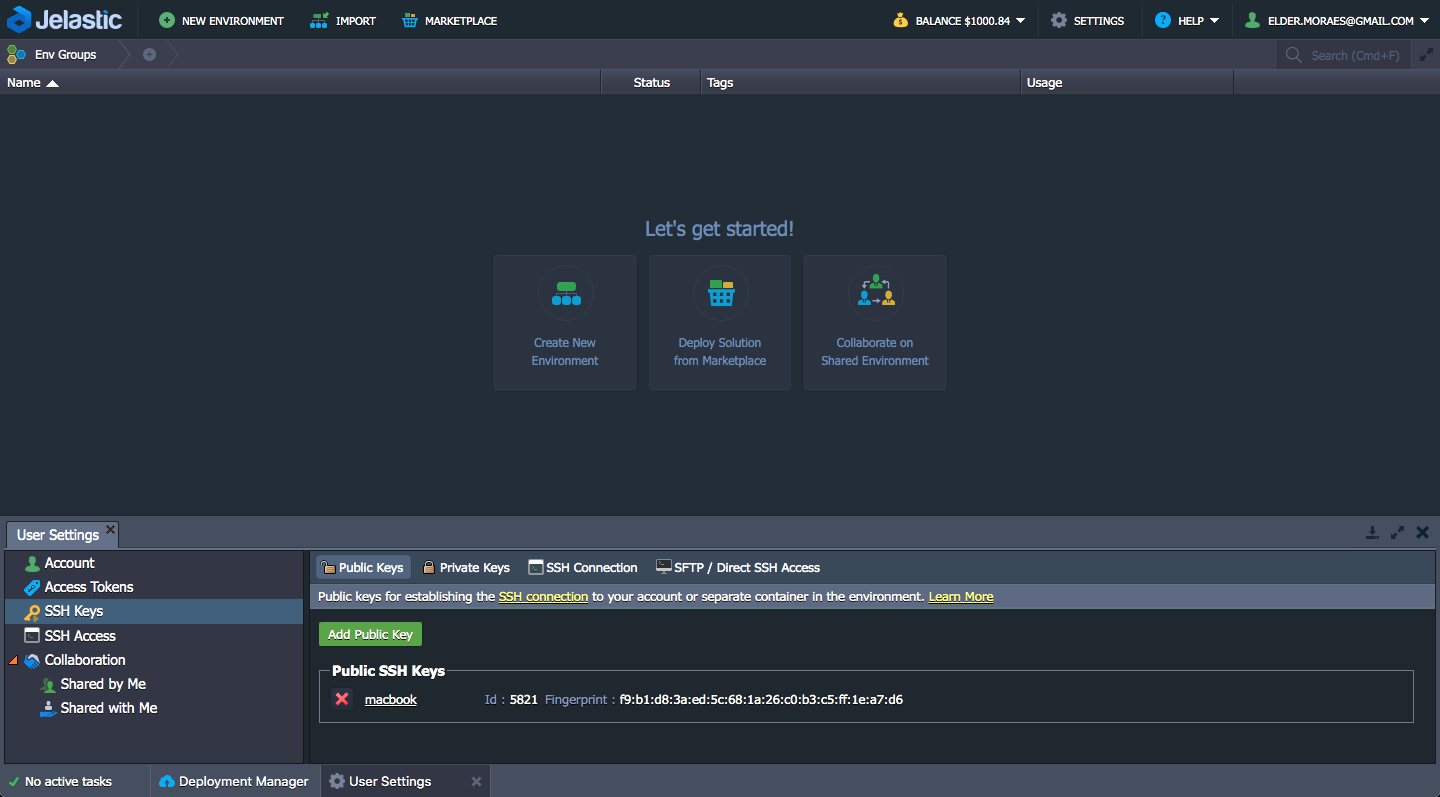 Jelastic NEW ENVIRONMENT IMPORT MARKETPLACE BALANCE $1000.84 SETTINGS ? HELP ELDER.MORAES@GMAIL.COM
Env Groups Search (Cmd+F)
Name Status Tags Usage
Let's get started!
Create New
Environment
Deploy Solution
from Marketplace
Collaborate on
Shared Environment
User Settings
Account
Access Tokens
SSH Keys
SSH Access
Collaboration
Shared by Me
Shared with Me
Public Keys Private Keys SSH Connection SFTP / Direct SSH Access
Public keys for establishing the SSH connection to your account or separate container in the environment. Learn More
Add Public Key
Public SSH Keys
macbook Id : 5821 Fingerprint : f9:b1:d8:3a:ed:5c:68:1a:26:c0:b3:c5:ff:1e:a7:d6
No active tasks Deployment Manager User Settings